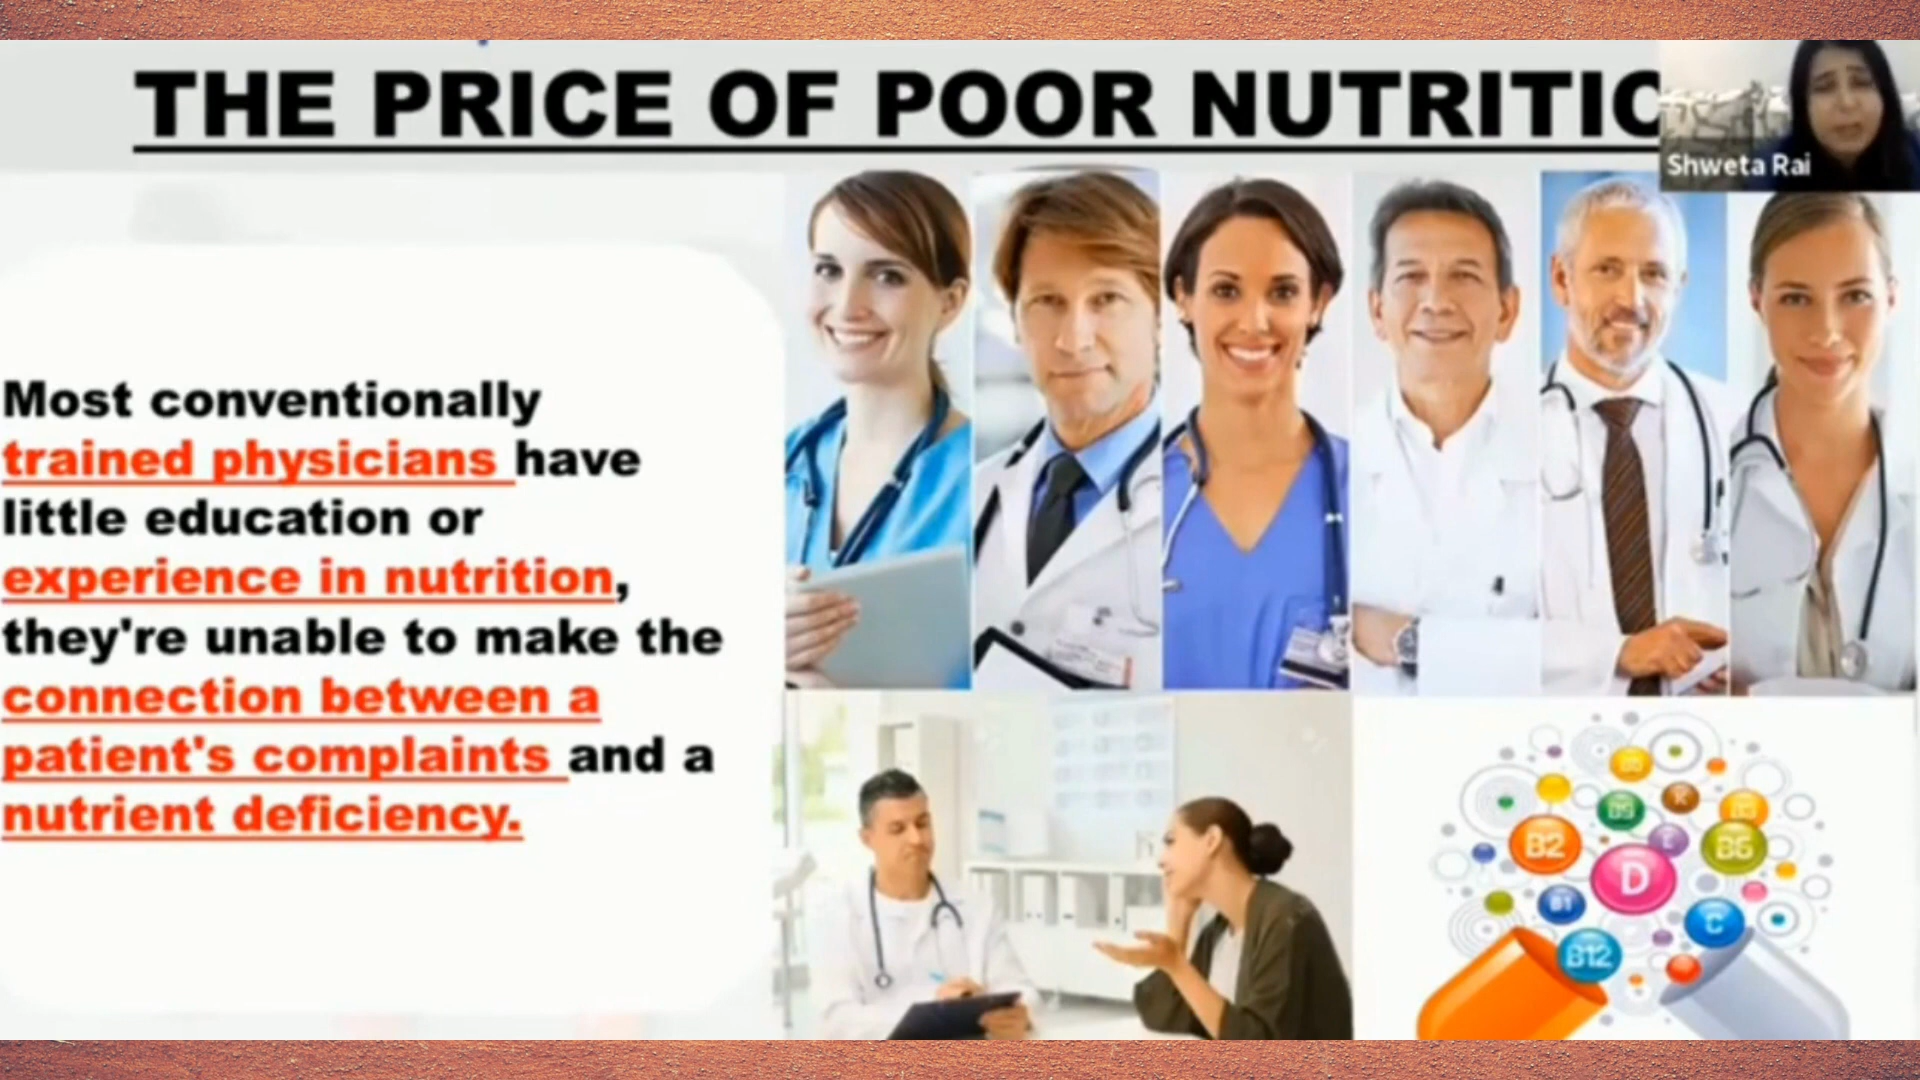 THE PRICE OF POOR NUTRITIO
Shweta Rai
Most conventionally
trained physicians have
little education or
experience in nutrition,
they're unable to make the
connection between a
patient's complaints and a
nutrient deficiency.
B2
D
B6
B1
C
B12